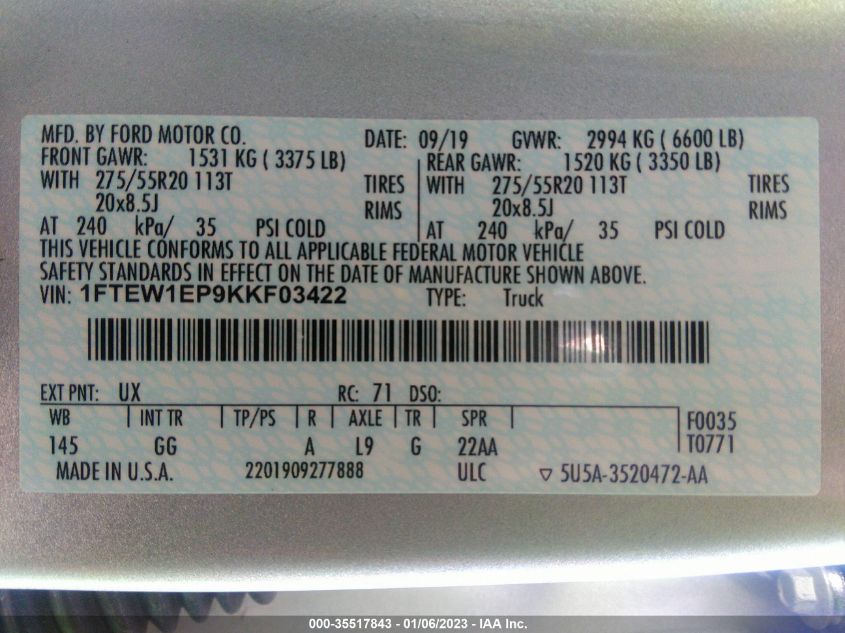 MFD. BY FORD MOTOR CO. DATE: 09/19 GVWR: 2994 KG ( 6600 LB)
FRONT GAWR: 1531 KG ( 3375 LB) REAR GAWR: 1520 KG ( 3350 LB)
WITH 275/55R20 113T TIRES WITH 275/55R20 113T TIRES
20x8.5J RIMS 20x8.5J RIMS
AT 240 kPa/ 35 PSI COLD AT 240 kPa/ 35 PSI COLD
THIS VEHICLE CONFORMS TO ALL APPLICABLE FEDERAL MOTOR VEHICLE
SAFETY STANDARDS IN EFFECT ON THE DATE OF MANUFACTURE SHOWN ABOVE.
VIN: 1FTEW1EP9KKF03422 TYPE: Truck
EXT PNT: UX RC: 71 DSO:
WB INT TR TP/PS R AXLE TR SPR F0035
145 GG A L9 G 22AA T0771
MADE IN U.S.A. 2201909277888 ULC ▽ 5U5A-3520472-AA
000-35517843 - 01/06/2023 - IAA Inc.